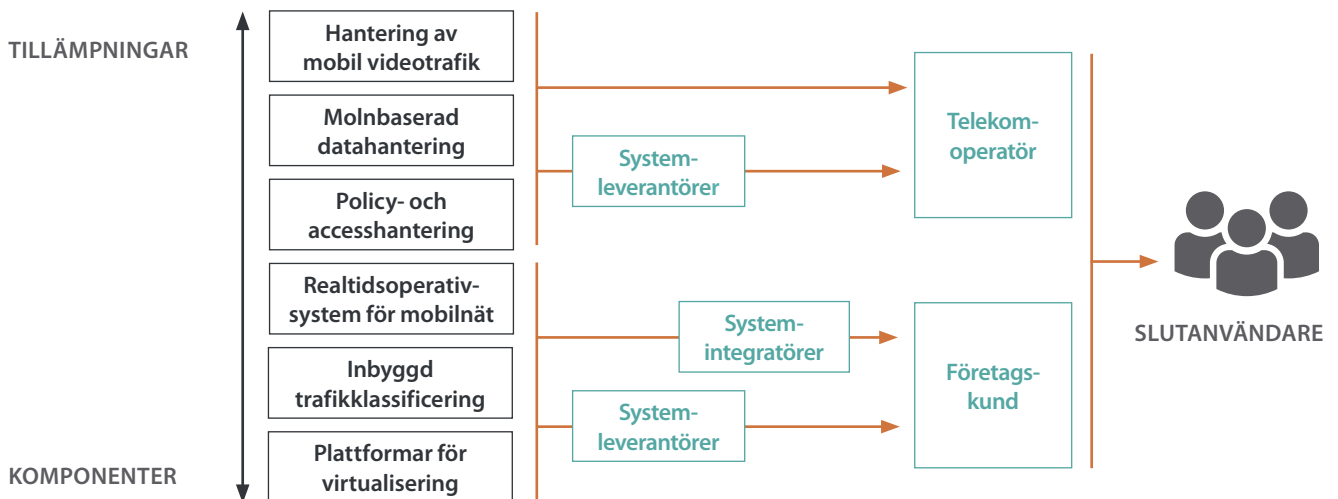 TILLÄMPNINGAR
Hantering av
mobil videotrafik
Molnbaserad
datahantering
Policy- och
accesshantering
Realtidsoperativ-
system för mobilnät
Inbyggd
trafikklassificering
Plattformar för
virtualisering
KOMPONENTER
System-
leverantörer
System-
integratörer
System-
leverantörer
Telekom-
operatör
Företags-
kund
SLUTANVÄNDARE